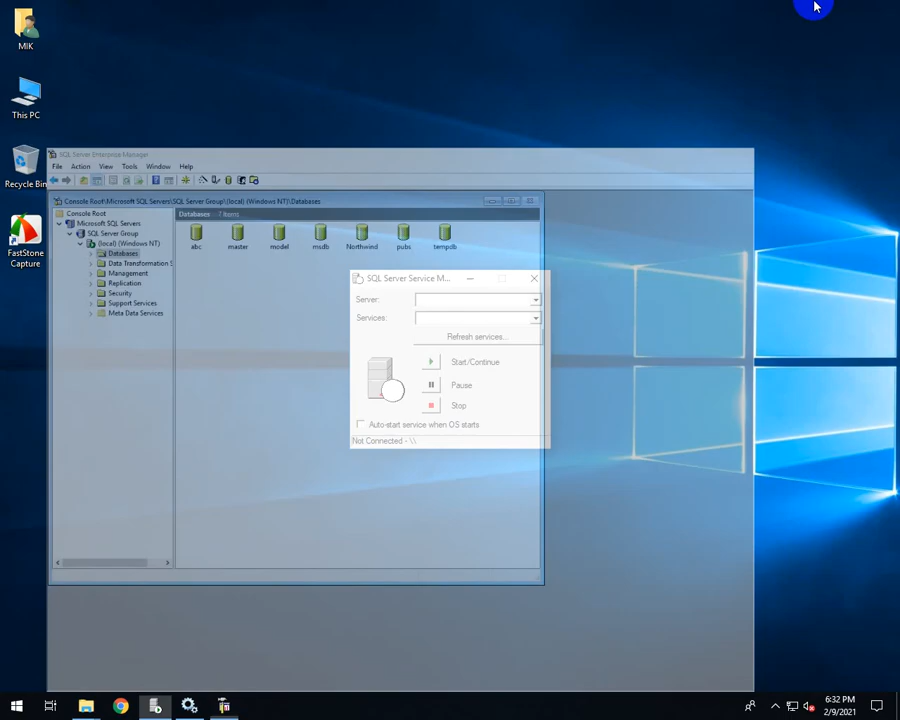 MIK
This PC
Recycle Bin
FastStone
Capture
SQL Server Enterprise Manager
File Action View Tools Window Help
Console Root\Microsoft SQL Servers\SQL Server Group\(local) (Windows NT)\Databases
Console Root
Microsoft SQL Servers
SQL Server Group
(local) (Windows NT)
Databases
Data Transformation S
Management
Replication
Security
Support Services
Meta Data Services
Databases 7 Items
abc master model msdb Northwind pubs tempdb
SQL Server Service M...
Server:
Services:
Refresh services...
Start/Continue
Pause
Stop
Auto-start service when OS starts
Not Connected - \\
6:32 PM
2/9/2021